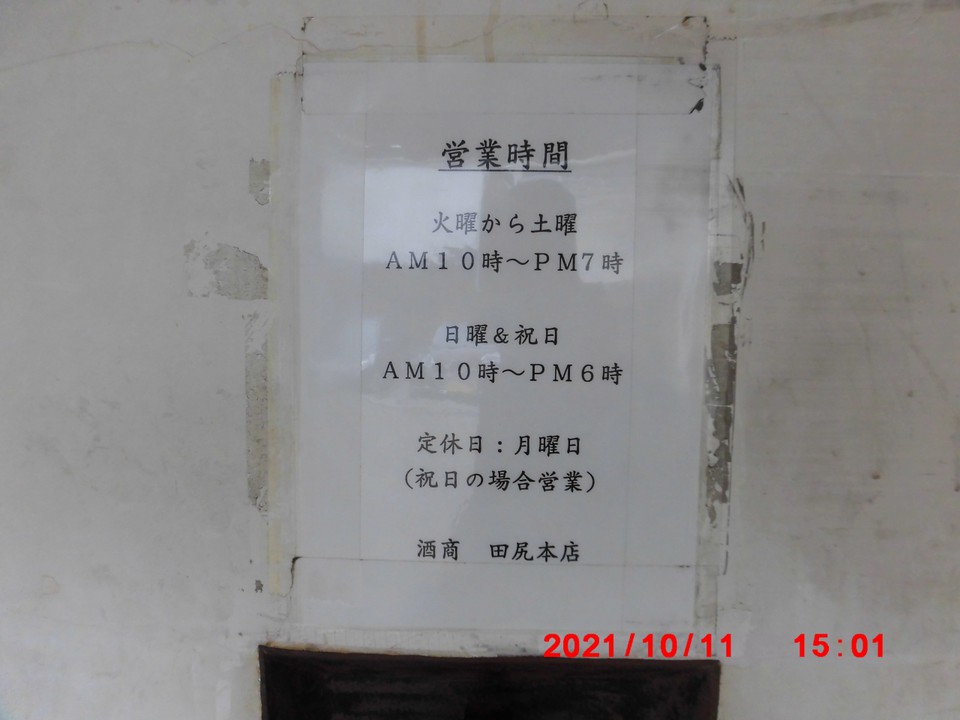 営業時間
火曜から土曜
ＡＭ１０時～ＰＭ7時
日曜＆祝日
ＡＭ１０時～ＰＭ６時
定休日：月曜日
（祝日の場合営業）
酒商　田尻本店
2021/10/11　15:01